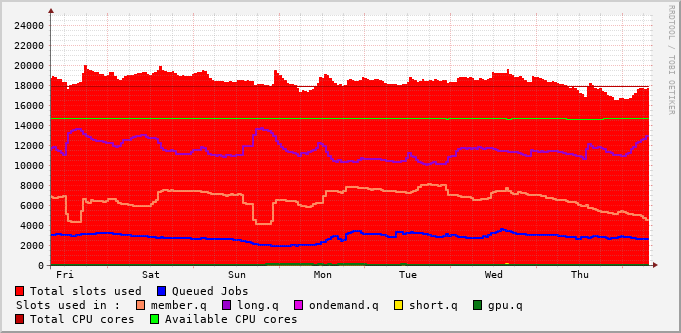 RRDTOOL / TOBI OETIKER
24000
22000
20000
18000
16000
14000
12000
10000
8000
6000
4000
2000
0
Fri Sat Sun Mon Tue Wed Thu
Total slots used Queued Jobs
Slots used in : member.q long.q ondemand.q short.q gpu.q
Total CPU cores Available CPU cores